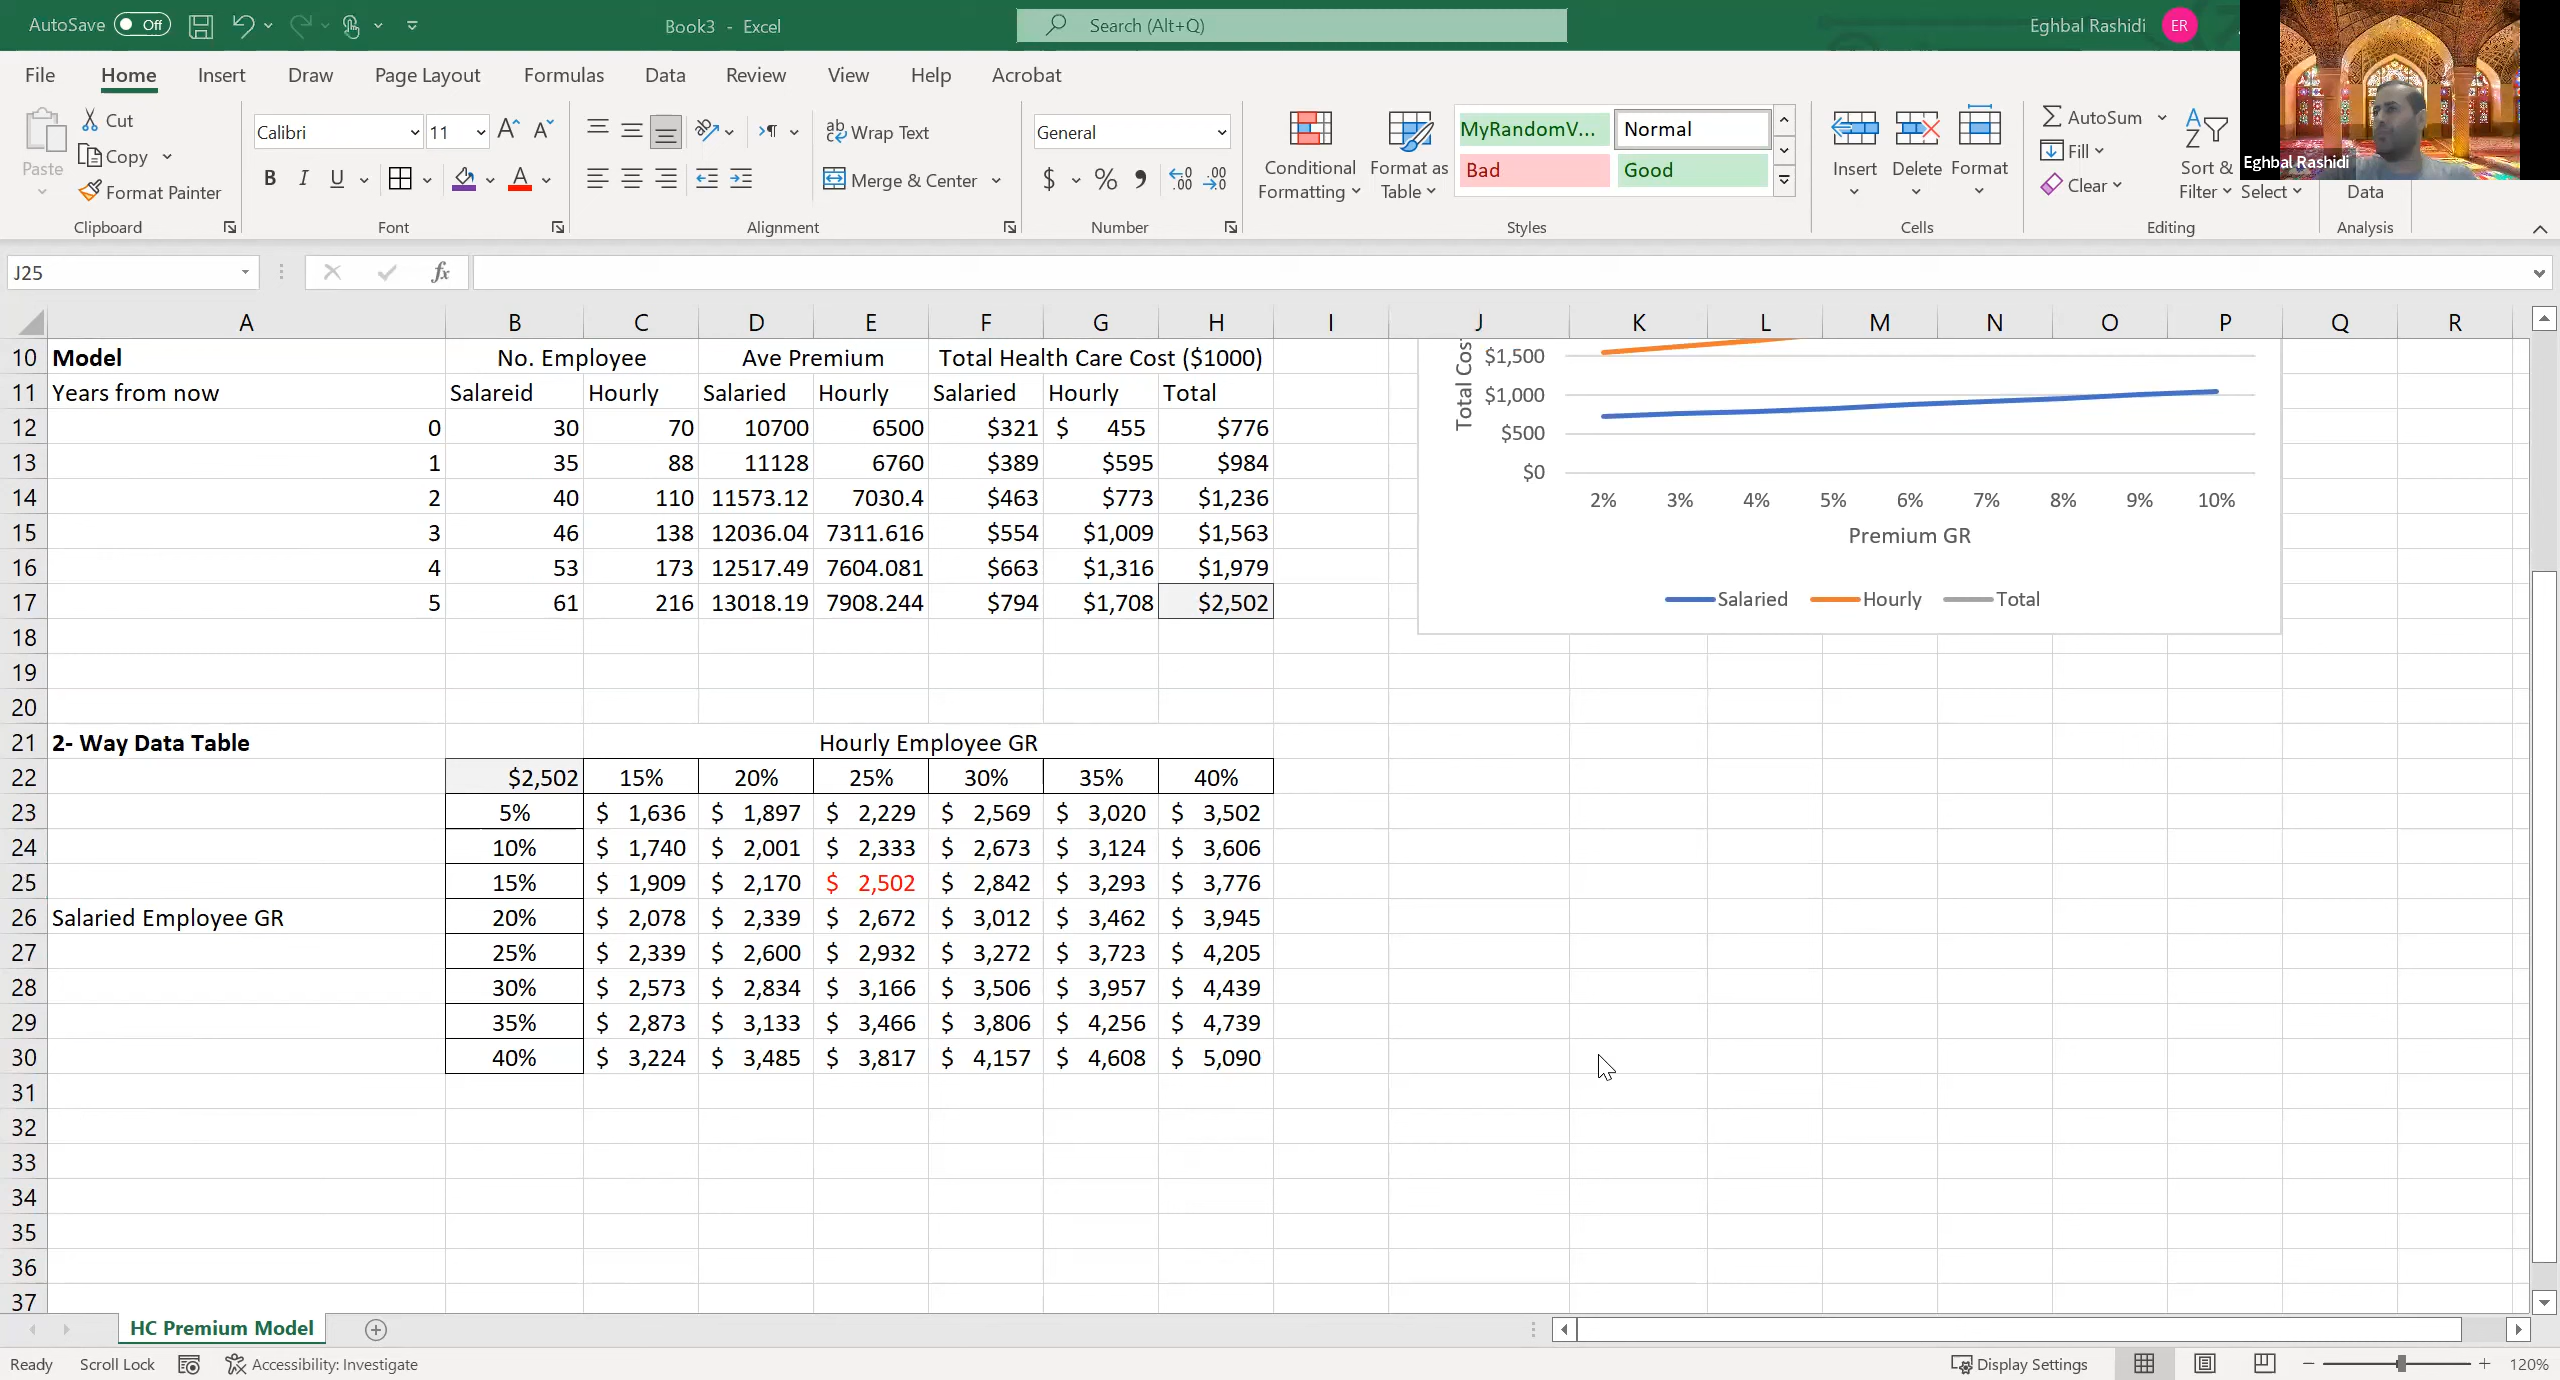 AutoSave Off Book3 - Excel Search (Alt+Q) Eghbal Rashidi ER
File Home Insert Draw Page Layout Formulas Data Review View Help Acrobat
Paste Cut Copy Format Painter
Clipboard
Calibri 11
B I U
Font
Wrap Text
Merge & Center
Alignment
General
$ % 9
Number
Conditional Formatting
Format as Table
MyRandomV... Normal
Bad Good
Styles
Insert Delete Format
Cells
AutoSum
Fill
Clear
Sort & Filter
Select
Editing
Data
Analysis
Eghbal Rashidi
J25 fx
A B C D E F G H I J K L M N O P Q R
10 Model No. Employee Ave Premium Total Health Care Cost ($1000)
11 Years from now Salareid Hourly Salaried Hourly Salaried Hourly Total
12 0 30 70 10700 6500 $321 $ 455 $776
13 1 35 88 11128 6760 $389 $595 $984
14 2 40 110 11573.12 7030.4 $463 $773 $1,236
15 3 46 138 12036.04 7311.616 $554 $1,009 $1,563
16 4 53 173 12517.49 7604.081 $663 $1,316 $1,979
17 5 61 216 13018.19 7908.244 $794 $1,708 $2,502
18
19
20
21 2- Way Data Table Hourly Employee GR
22 $2,502 15% 20% 25% 30% 35% 40%
23 5% $ 1,636 $ 1,897 $ 2,229 $ 2,569 $ 3,020 $ 3,502
24 10% $ 1,740 $ 2,001 $ 2,333 $ 2,673 $ 3,124 $ 3,606
25 15% $ 1,909 $ 2,170 $ 2,502 $ 2,842 $ 3,293 $ 3,776
26 Salaried Employee GR 20% $ 2,078 $ 2,339 $ 2,672 $ 3,012 $ 3,462 $ 3,945
27 25% $ 2,339 $ 2,600 $ 2,932 $ 3,272 $ 3,723 $ 4,205
28 30% $ 2,573 $ 2,834 $ 3,166 $ 3,506 $ 3,957 $ 4,439
29 35% $ 2,873 $ 3,133 $ 3,466 $ 3,806 $ 4,256 $ 4,739
30 40% $ 3,224 $ 3,485 $ 3,817 $ 4,157 $ 4,608 $ 5,090
31
32
33
34
35
36
37
Total Cos
$1,500
$1,000
$500
$0
2% 3% 4% 5% 6% 7% 8% 9% 10%
Premium GR
Salaried Hourly Total
HC Premium Model
Ready Scroll Lock Accessibility: Investigate Display Settings 120%